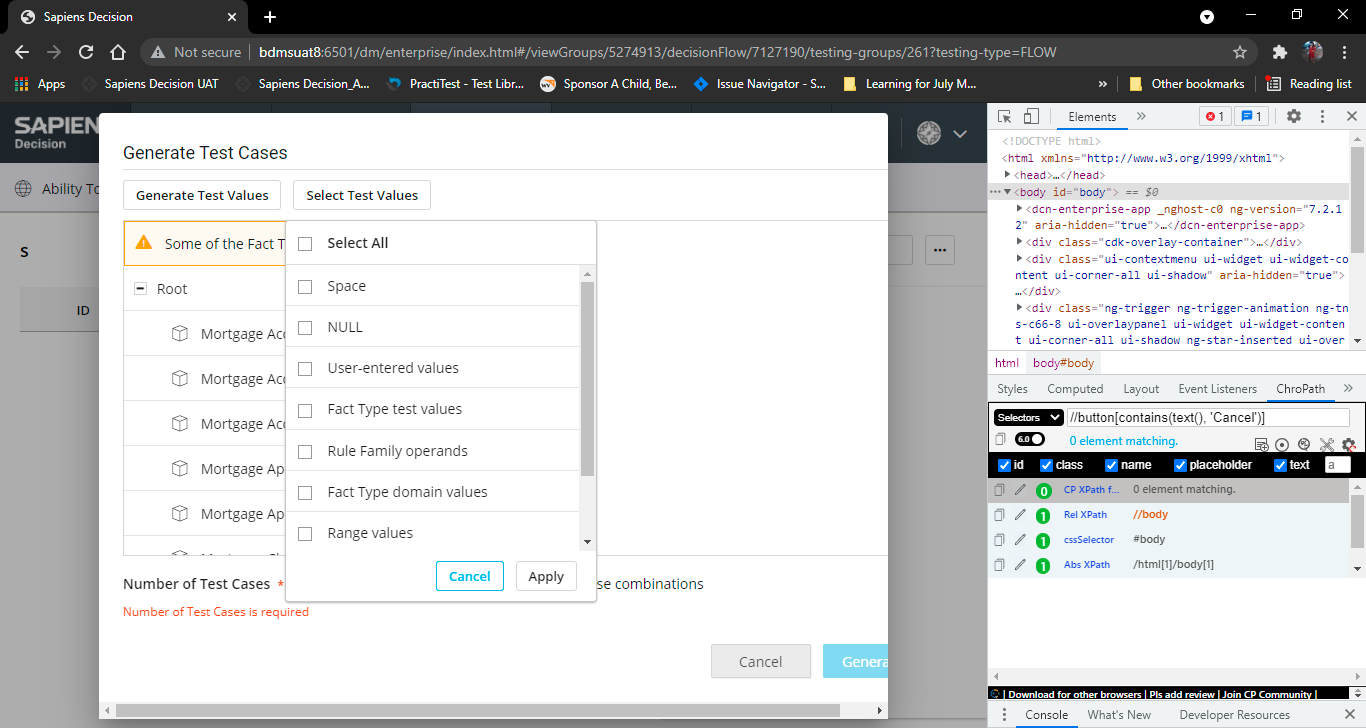 Sapiens Decision
Not secure
bdmsuat8:6501/dm/enterprise/index.html#/viewGroups/5274913/decisionFlow/7127190/testing-groups/261?testing-type=FLOW
Apps
Sapiens Decision UAT
Sapiens Decision_A...
PractiTest - Test Libr...
Sponsor A Child, Be...
Issue Navigator - S...
Learning for July M...
»
Other bookmarks
Reading list
SAPIEN
Decision
Ability To
S
ID
Generate Test Cases
Generate Test Values
Select Test Values
Some of the Fact T
Root
Mortgage Acc
Mortgage Acc
Mortgage Acc
Mortgage Ap
Mortgage Ap
Select All
Space
NULL
User-entered values
Fact Type test values
Rule Family operands
Fact Type domain values
Range values
Cancel
Apply
Number of Test Cases *
se combinations
Number of Test Cases is required
Cancel
Genera
Elements
»
1
1
<!DOCTYPE html>
<html xmlns="http://www.w3.org/1999/xhtml">
<head>…</head>
<body id="body"> == $0
<dcn-enterprise-app _nghost-c0 ng-version="7.2.1
2" aria-hidden="true">…</dcn-enterprise-app>
<div class="cdk-overlay-container">…</div>
<div class="ui-contextmenu ui-widget ui-widget-co
ntent ui-corner-all ui-shadow" aria-hidden="true">
…</div>
<div class="ng-trigger ng-trigger-animation ng-tn
s-c66-8 ui-overlaypanel ui-widget ui-widget-conten
t ui-corner-all ui-shadow ng-star-inserted ui-over
html
body#body
Styles
Computed
Layout
Event Listeners
ChroPath
»
Selectors
//button[contains(text(), 'Cancel')]
6.0
0 element matching.
id
class
name
placeholder
text
a
0
CP XPath f...
0 element matching.
1
Rel XPath
//body
1
cssSelector
#body
1
Abs XPath
/html[1]/body[1]
| Download for other browsers | Pls add review | Join CP Community |
Console
What's New
Developer Resources